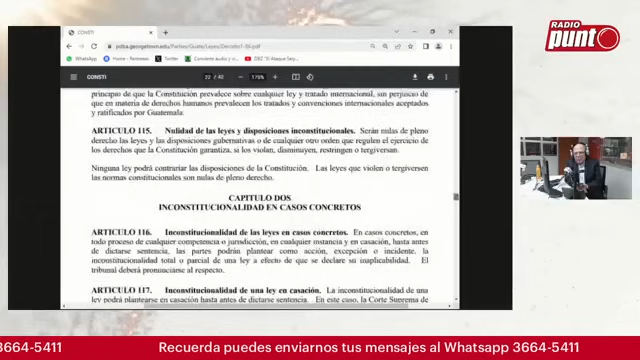 CONSTI
pdba.georgetown.edu/Parties/Guate/Leyes/Decreto1-86.pdf
WhatsApp
Twitter
CONSTI
22 / 42
175%
principio de que la Constitución prevalece sobre cualquier ley y tratado internacional, sin perjuicio de
que en materia de derechos humanos prevalecen los tratados y convenciones internacionales aceptados
y ratificados por Guatemala.
ARTICULO 115. Nulidad de las leyes y disposiciones inconstitucionales. Serán nulas de pleno
derecho las leyes y las disposiciones gubernativas o de cualquier otro orden que regulen el ejercicio de
los derechos que la Constitución garantiza, si los violan, disminuyen, restringen o tergiversan.
Ninguna ley podrá contrariar las disposiciones de la Constitución. Las leyes que violen o tergiversen
las normas constitucionales son nulas de pleno derecho.
CAPITULO DOS
INCONSTITUCIONALIDAD EN CASOS CONCRETOS
ARTICULO 116. Inconstitucionalidad de las leyes en casos concretos. En casos concretos, en
todo proceso de cualquier competencia o jurisdicción, en cualquier instancia y en casación, hasta antes
de dictarse sentencia, las partes podrán plantear como acción, excepción o incidente, la
inconstitucionalidad total o parcial de una ley a efecto de que se declare su inaplicabilidad. El
tribunal deberá pronunciarse al respecto.
ARTICULO 117. Inconstitucionalidad de una ley en casación. La inconstitucionalidad de una
ley podrá plantearse en casación hasta antes de dictarse sentencia. En este caso, la Corte Suprema de
RADIO
punto
3664-5411 Recuerda puedes enviarnos tus mensajes al Whatsapp 3664-5411